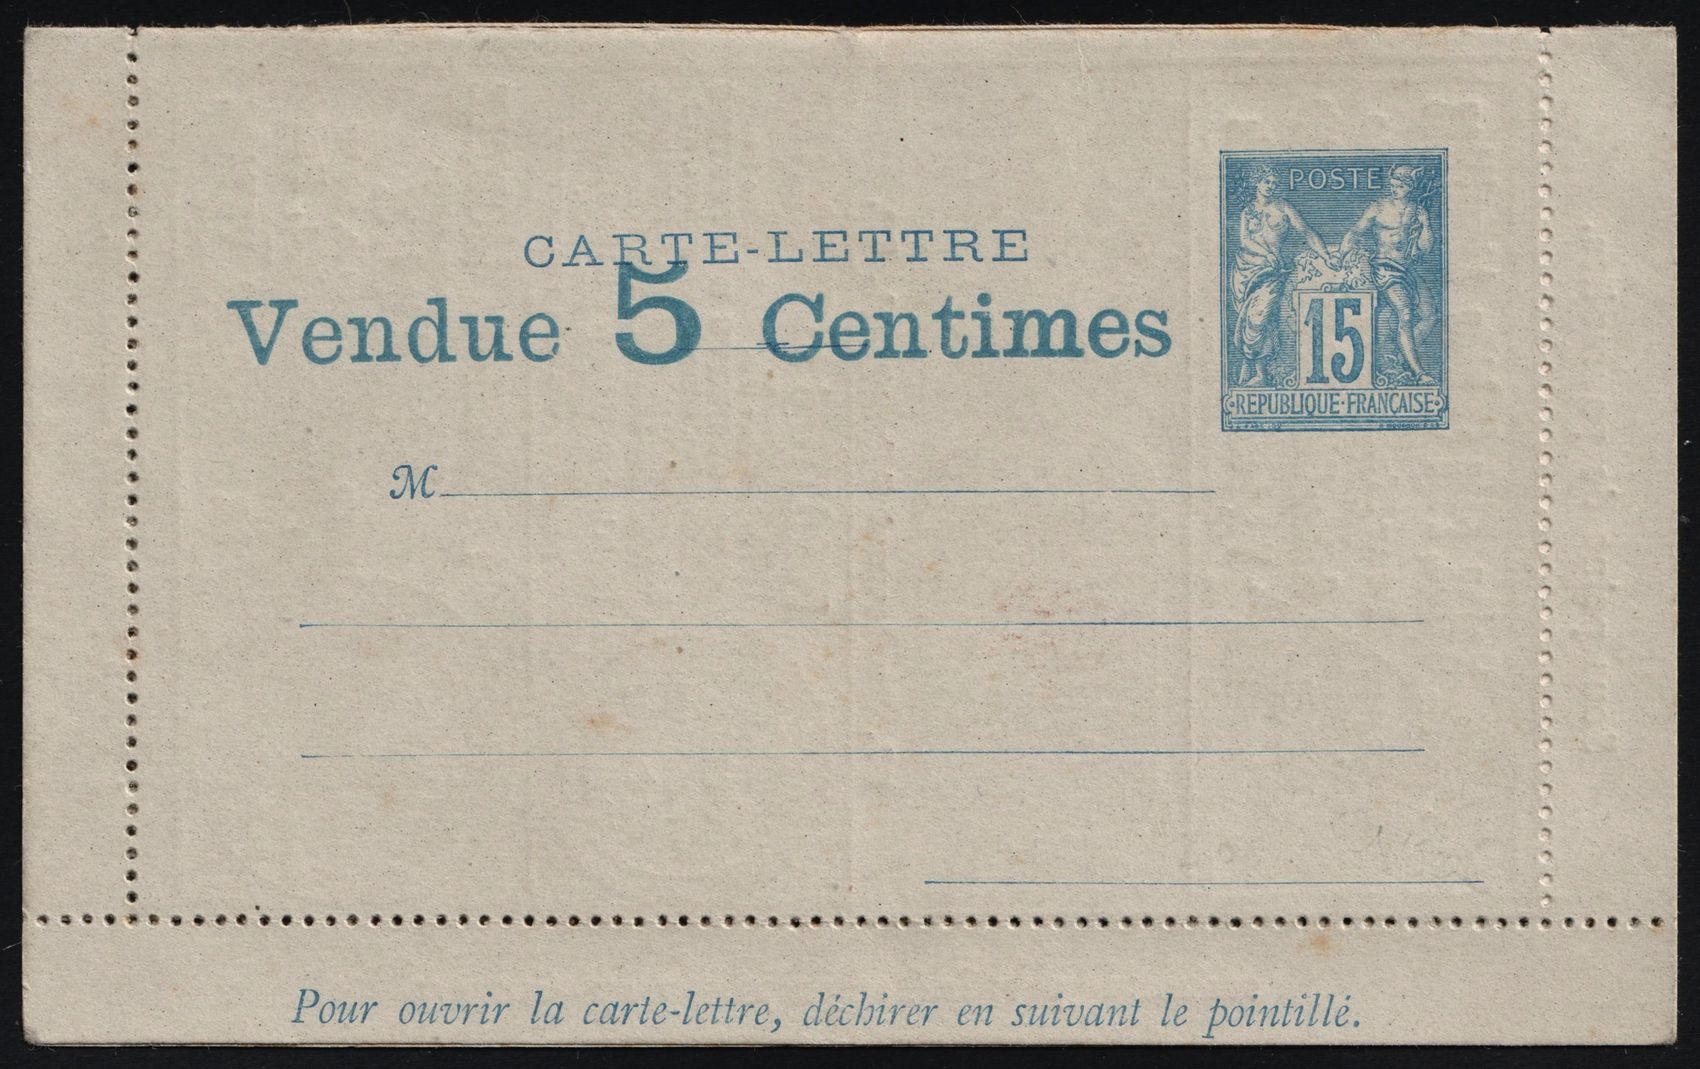 POSTE
CARTE-LETTRE
Vendue 5 Centimes
15
REPUBLIQUE·FRANÇAISE
M
Pour ouvrir la carte-lettre, déchirer en suivant le pointillé.